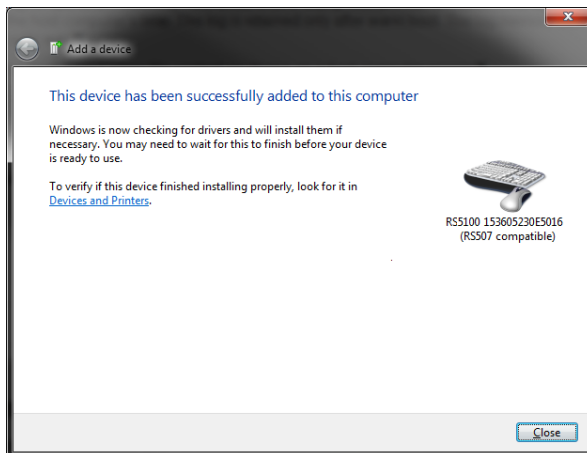 Add a device
This device has been successfully added to this computer
Windows is now checking for drivers and will install them if
necessary. You may need to wait for this to finish before your device
is ready to use.
To verify if this device finished installing properly, look for it in
Devices and Printers.
RS5100 153605230E5016
(RS507 compatible)
Close